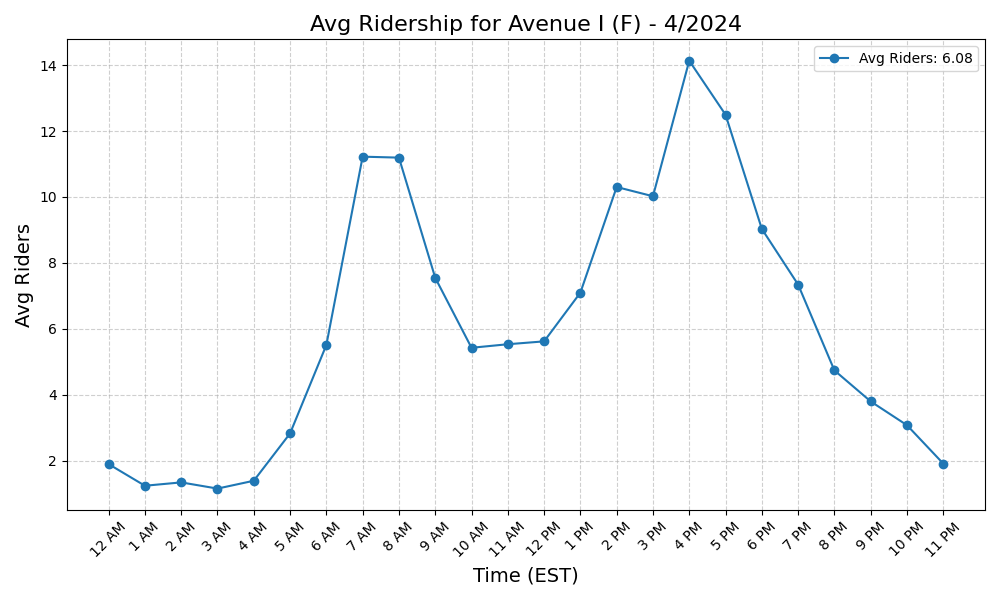 Avg Ridership for Avenue I (F) - 4/2024
Avg Riders: 6.08
Avg Riders
14
12
10
8
6
4
2
12 AM
1 AM
2 AM
3 AM
4 AM
5 AM
6 AM
7 AM
8 AM
9 AM
10 AM
11 AM
12 PM
1 PM
2 PM
3 PM
4 PM
5 PM
6 PM
7 PM
8 PM
9 PM
10 PM
11 PM
Time (EST)